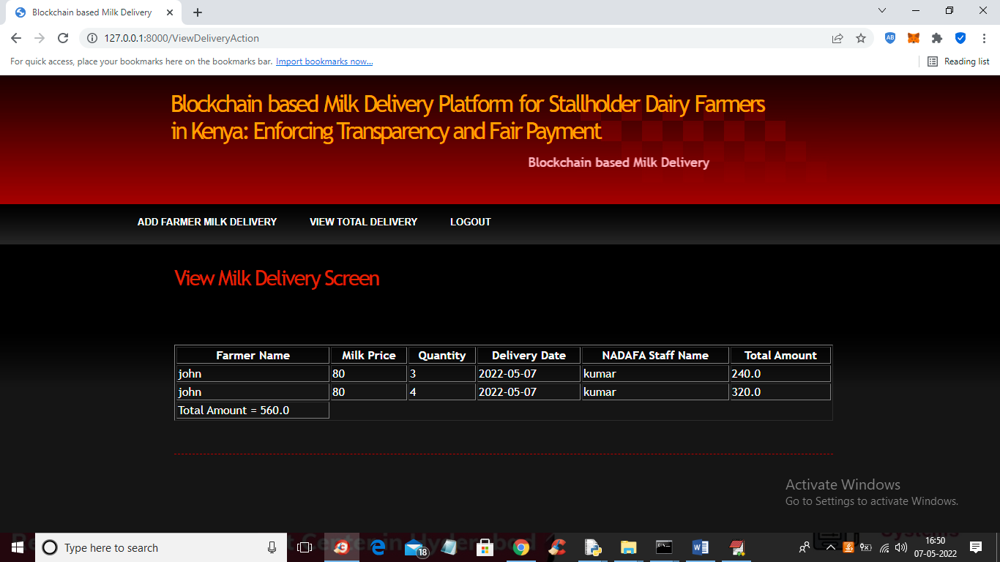 Blockchain based Milk Delivery
127.0.0.1:8000/ViewDeliveryAction
AB
For quick access, place your bookmarks here on the bookmarks bar. Import bookmarks now...
Reading list
Blockchain based Milk Delivery Platform for Stallholder Dairy Farmers
in Kenya: Enforcing Transparency and Fair Payment
Blockchain based Milk Delivery
ADD FARMER MILK DELIVERY VIEW TOTAL DELIVERY LOGOUT
View Milk Delivery Screen
Farmer Name Milk Price Quantity Delivery Date NADAFA Staff Name Total Amount
john 80 3 2022-05-07 kumar 240.0
john 80 4 2022-05-07 kumar 320.0
Total Amount = 560.0
Activate Windows
Go to Settings to activate Windows.
Type here to search
18
16:50
07-05-2022